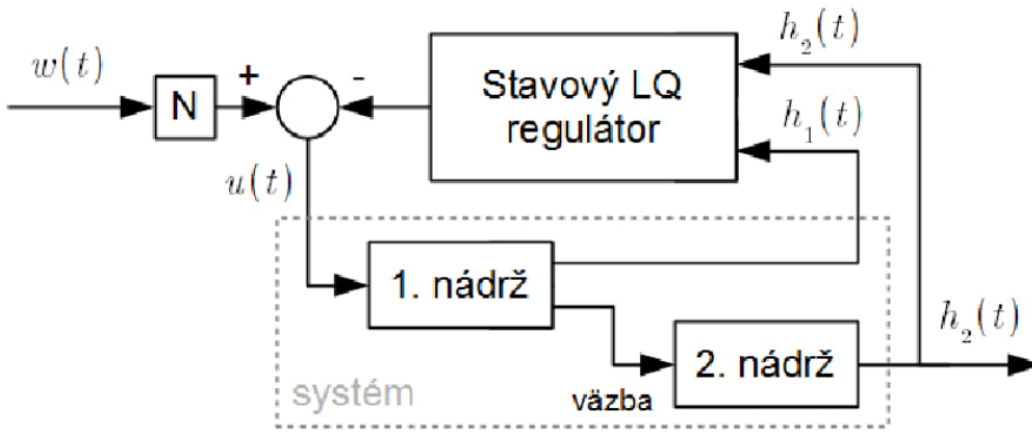 w(t)
N
+
-
Stavový LQ
regulátor
h₂(t)
h₁(t)
u(t)
1. nádrž
2. nádrž
h₂(t)
väzba
systém